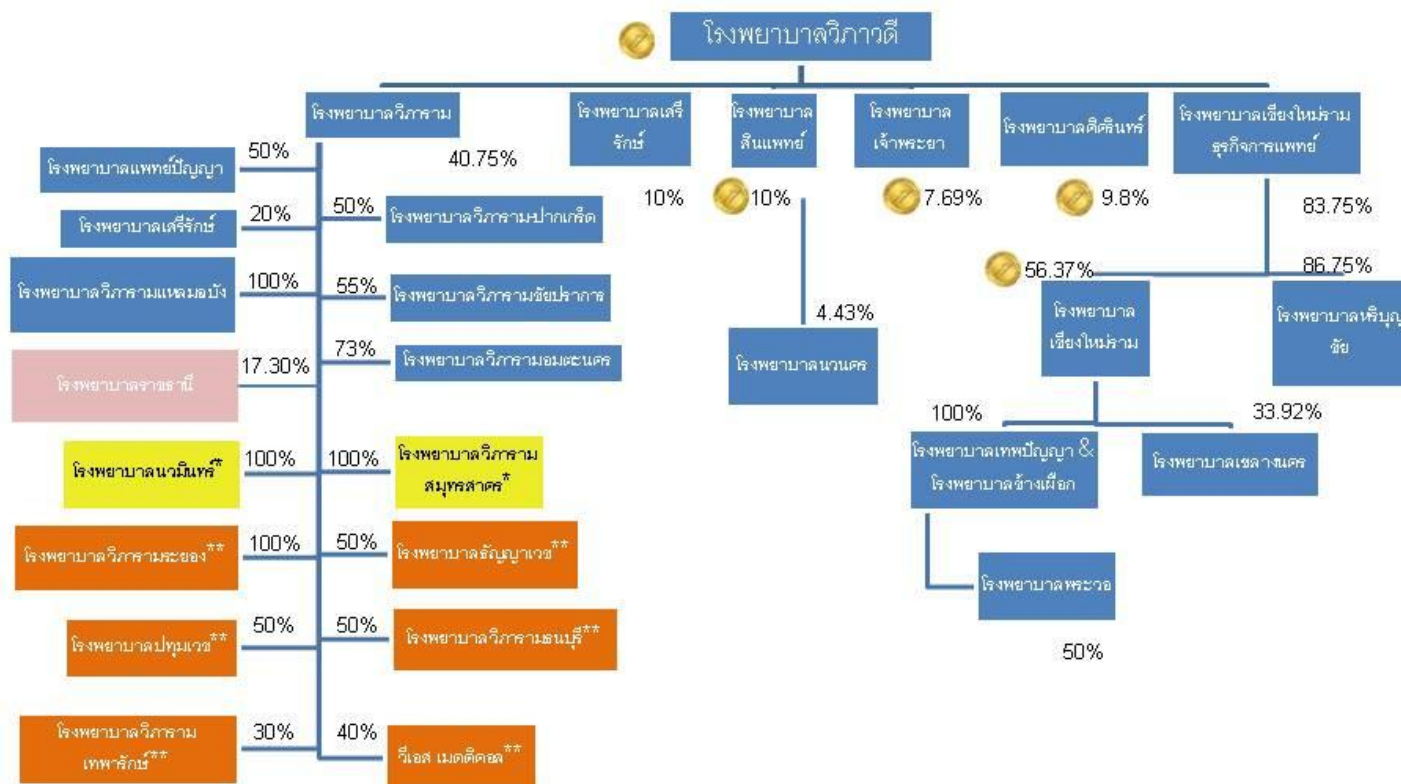 โรงพยาบาลวิภาวดี
โรงพยาบาลวิภาราม
โรงพยาบาลเสรี
รักษ์
โรงพยาบาล
สินแพทย์
โรงพยาบาล
เจ้าพระยา
โรงพยาบาลศิครินทร์
โรงพยาบาลเชียงใหม่ราม
ธุรกิจการแพทย์
40.75%
10%
10%
7.69%
9.8%
83.75%
โรงพยาบาลแพทย์ปัญญา
50%
โรงพยาบาลเสรีรักษ์
20%
50%
โรงพยาบาลวิภาราม-ปากเกร็ด
โรงพยาบาลวิภารามแหลมฉบัง
100%
55%
โรงพยาบาลวิภารามชัยปราการ
โรงพยาบาลราชธานี
17.30%
73%
โรงพยาบาลวิภารามอมตะนคร
โรงพยาบาลนวมินทร์*
100%
100%
โรงพยาบาลวิภาราม
สมุทรสาคร*
โรงพยาบาลวิภารามระยอง**
100%
50%
โรงพยาบาลธัญญาเวช**
โรงพยาบาลปทุมเวช**
50%
50%
โรงพยาบาลวิภารามธนบุรี**
โรงพยาบาลวิภาราม
เทพารักษ์**
30%
40%
วีเอส เมดดิคอล**
4.43%
โรงพยาบาลนวนคร
56.37%
86.75%
โรงพยาบาล
เชียงใหม่ราม
โรงพยาบาลหริบุญ
ชัย
100%
33.92%
โรงพยาบาลเทพปัญญา &
โรงพยาบาลช้างเผือก
โรงพยาบาลเขลางนคร
โรงพยาบาลพระวอ
50%